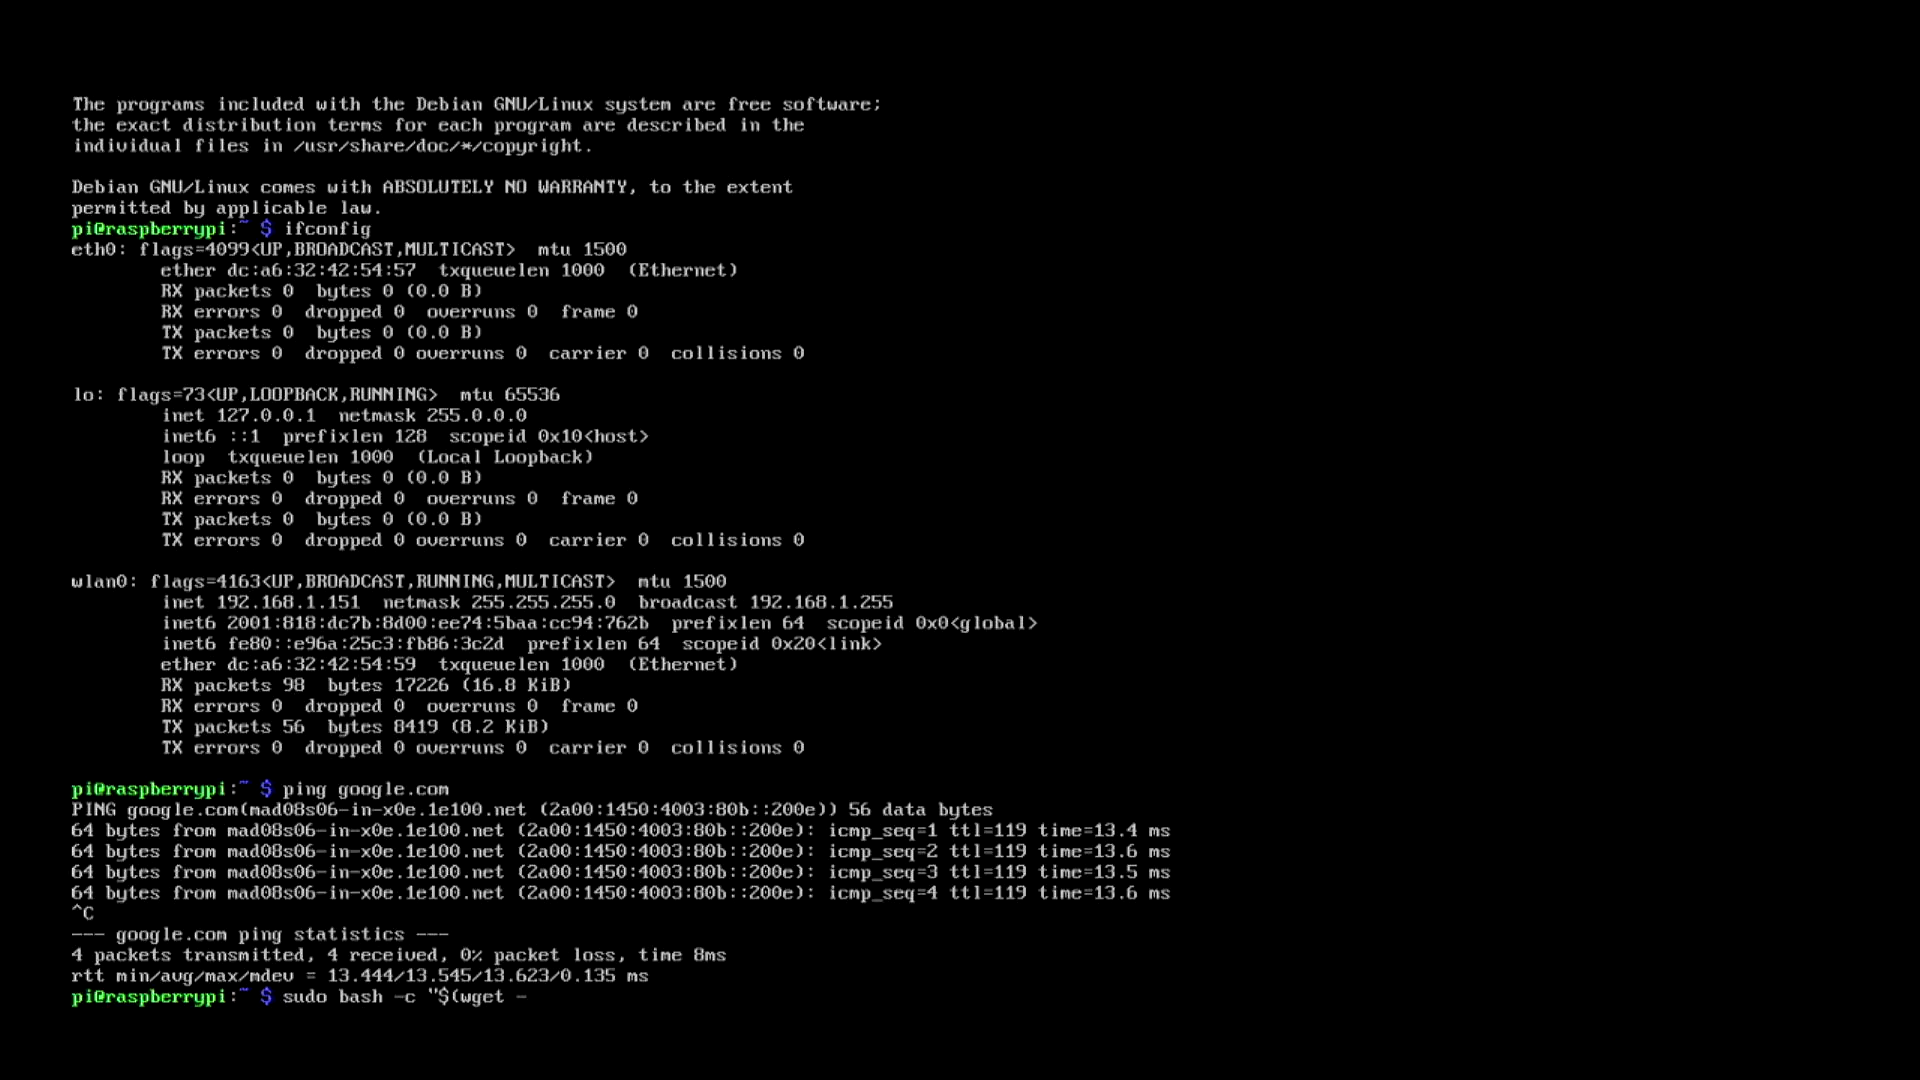 The programs included with the Debian GNU/Linux system are free software;
the exact distribution terms for each program are described in the
individual files in /usr/share/doc/*/copyright.
Debian GNU/Linux comes with ABSOLUTELY NO WARRANTY, to the extent
permitted by applicable law.
pi@raspberrypi:~ $ ifconfig
eth0: flags=4099<UP,BROADCAST,MULTICAST>  mtu 1500
        ether dc:a6:32:42:54:57  txqueuelen 1000  (Ethernet)
        RX packets 0  bytes 0 (0.0 B)
        RX errors 0  dropped 0  overruns 0  frame 0
        TX packets 0  bytes 0 (0.0 B)
        TX errors 0  dropped 0 overruns 0  carrier 0  collisions 0
lo: flags=73<UP,LOOPBACK,RUNNING>  mtu 65536
        inet 127.0.0.1  netmask 255.0.0.0
        inet6 ::1  prefixlen 128  scopeid 0x10<host>
        loop  txqueuelen 1000  (Local Loopback)
        RX packets 0  bytes 0 (0.0 B)
        RX errors 0  dropped 0  overruns 0  frame 0
        TX packets 0  bytes 0 (0.0 B)
        TX errors 0  dropped 0 overruns 0  carrier 0  collisions 0
wlan0: flags=4163<UP,BROADCAST,RUNNING,MULTICAST>  mtu 1500
        inet 192.168.1.151  netmask 255.255.255.0  broadcast 192.168.1.255
        inet6 2001:818:dc7b:8d00:ee74:5baa:cc94:762b  prefixlen 64  scopeid 0x0<global>
        inet6 fe80::e96a:25c3:fb86:3c2d  prefixlen 64  scopeid 0x20<link>
        ether dc:a6:32:42:54:59  txqueuelen 1000  (Ethernet)
        RX packets 98  bytes 17226 (16.8 KiB)
        RX errors 0  dropped 0  overruns 0  frame 0
        TX packets 56  bytes 8419 (8.2 KiB)
        TX errors 0  dropped 0 overruns 0  carrier 0  collisions 0
pi@raspberrypi:~ $ ping google.com
PING google.com(mad08s06-in-x0e.1e100.net (2a00:1450:4003:80b::200e)) 56 data bytes
64 bytes from mad08s06-in-x0e.1e100.net (2a00:1450:4003:80b::200e): icmp_seq=1 ttl=119 time=13.4 ms
64 bytes from mad08s06-in-x0e.1e100.net (2a00:1450:4003:80b::200e): icmp_seq=2 ttl=119 time=13.6 ms
64 bytes from mad08s06-in-x0e.1e100.net (2a00:1450:4003:80b::200e): icmp_seq=3 ttl=119 time=13.5 ms
64 bytes from mad08s06-in-x0e.1e100.net (2a00:1450:4003:80b::200e): icmp_seq=4 ttl=119 time=13.6 ms
^C
--- google.com ping statistics ---
4 packets transmitted, 4 received, 0% packet loss, time 8ms
rtt min/avg/max/mdev = 13.444/13.545/13.623/0.135 ms
pi@raspberrypi:~ $ sudo bash -c "$(wget -